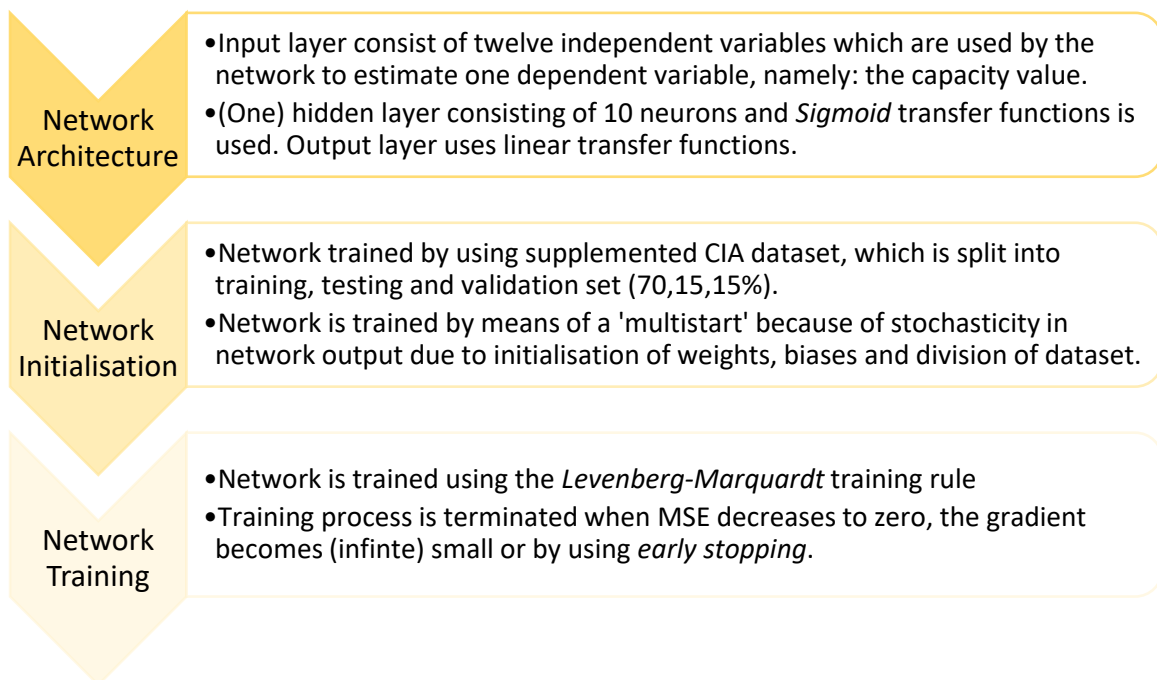 Network
Architecture
•Input layer consist of twelve independent variables which are used by the
network to estimate one dependent variable, namely: the capacity value.
•(One) hidden layer consisting of 10 neurons and Sigmoid transfer functions is
used. Output layer uses linear transfer functions.
Network
Initialisation
•Network trained by using supplemented CIA dataset, which is split into
training, testing and validation set (70,15,15%).
•Network is trained by means of a 'multistart' because of stochasticity in
network output due to initialisation of weights, biases and division of dataset.
Network
Training
•Network is trained using the Levenberg-Marquardt training rule
•Training process is terminated when MSE decreases to zero, the gradient
becomes (infinte) small or by using early stopping.